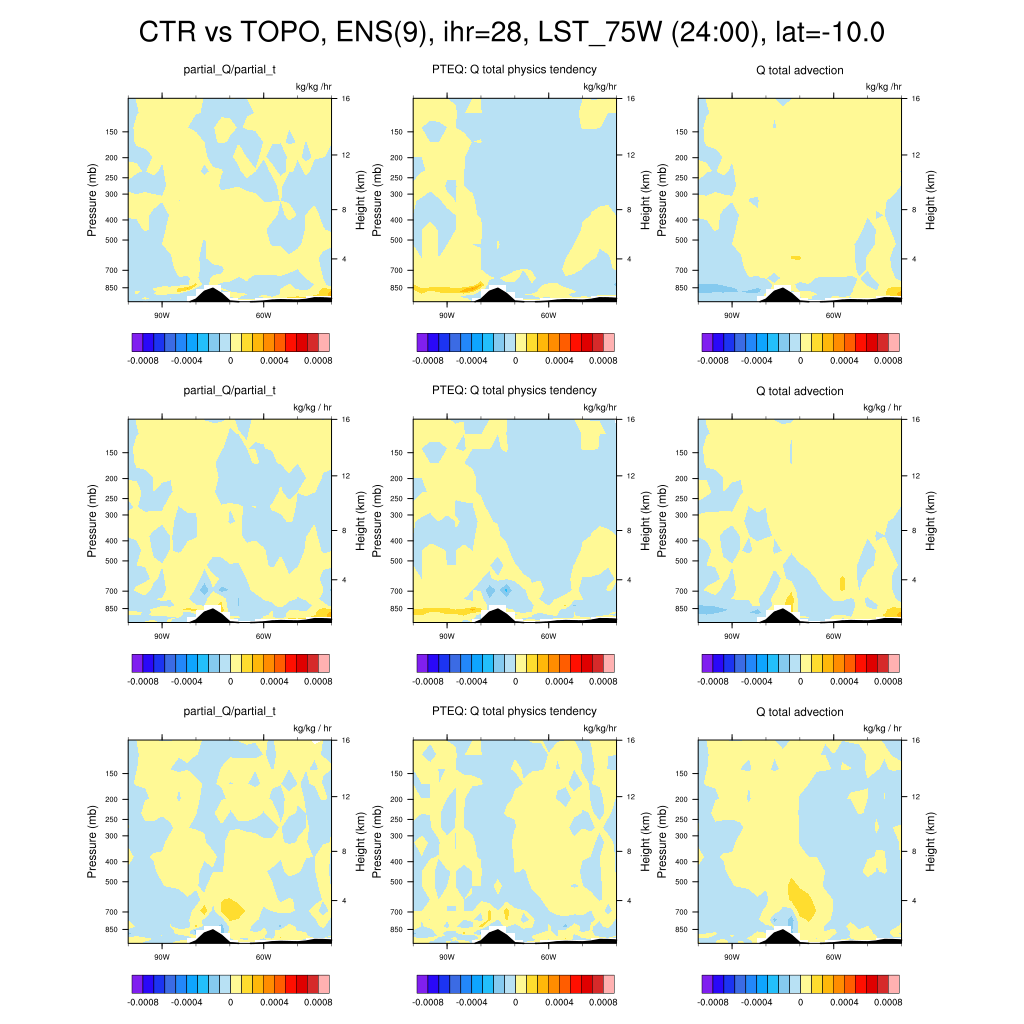 CTR vs TOPO, ENS(9), ihr=28, LST_75W (24:00), lat=-10.0
partial_Q/partial_t
kg/kg /hr
Pressure (mb)
150
200
250
300
400
500
700
850
16
12
8
4
Height (km)
90W 60W
-0.0008 -0.0004 0 0.0004 0.0008
PTEQ: Q total physics tendency
kg/kg/hr
Pressure (mb)
150
200
250
300
400
500
700
850
16
12
8
4
Height (km)
90W 60W
-0.0008 -0.0004 0 0.0004 0.0008
Q total advection
kg/kg /hr
Pressure (mb)
150
200
250
300
400
500
700
850
16
12
8
4
Height (km)
90W 60W
-0.0008 -0.0004 0 0.0004 0.0008
partial_Q/partial_t
kg/kg / hr
Pressure (mb)
150
200
250
300
400
500
700
850
16
12
8
4
Height (km)
90W 60W
-0.0008 -0.0004 0 0.0004 0.0008
PTEQ: Q total physics tendency
kg/kg/hr
Pressure (mb)
150
200
250
300
400
500
700
850
16
12
8
4
Height (km)
90W 60W
-0.0008 -0.0004 0 0.0004 0.0008
Q total advection
kg/kg / hr
Pressure (mb)
150
200
250
300
400
500
700
850
16
12
8
4
Height (km)
90W 60W
-0.0008 -0.0004 0 0.0004 0.0008
partial_Q/partial_t
kg/kg / hr
Pressure (mb)
150
200
250
300
400
500
700
850
16
12
8
4
Height (km)
90W 60W
-0.0008 -0.0004 0 0.0004 0.0008
PTEQ: Q total physics tendency
kg/kg/hr
Pressure (mb)
150
200
250
300
400
500
700
850
16
12
8
4
Height (km)
90W 60W
-0.0008 -0.0004 0 0.0004 0.0008
Q total advection
kg/kg / hr
Pressure (mb)
150
200
250
300
400
500
700
850
16
12
8
4
Height (km)
90W 60W
-0.0008 -0.0004 0 0.0004 0.0008